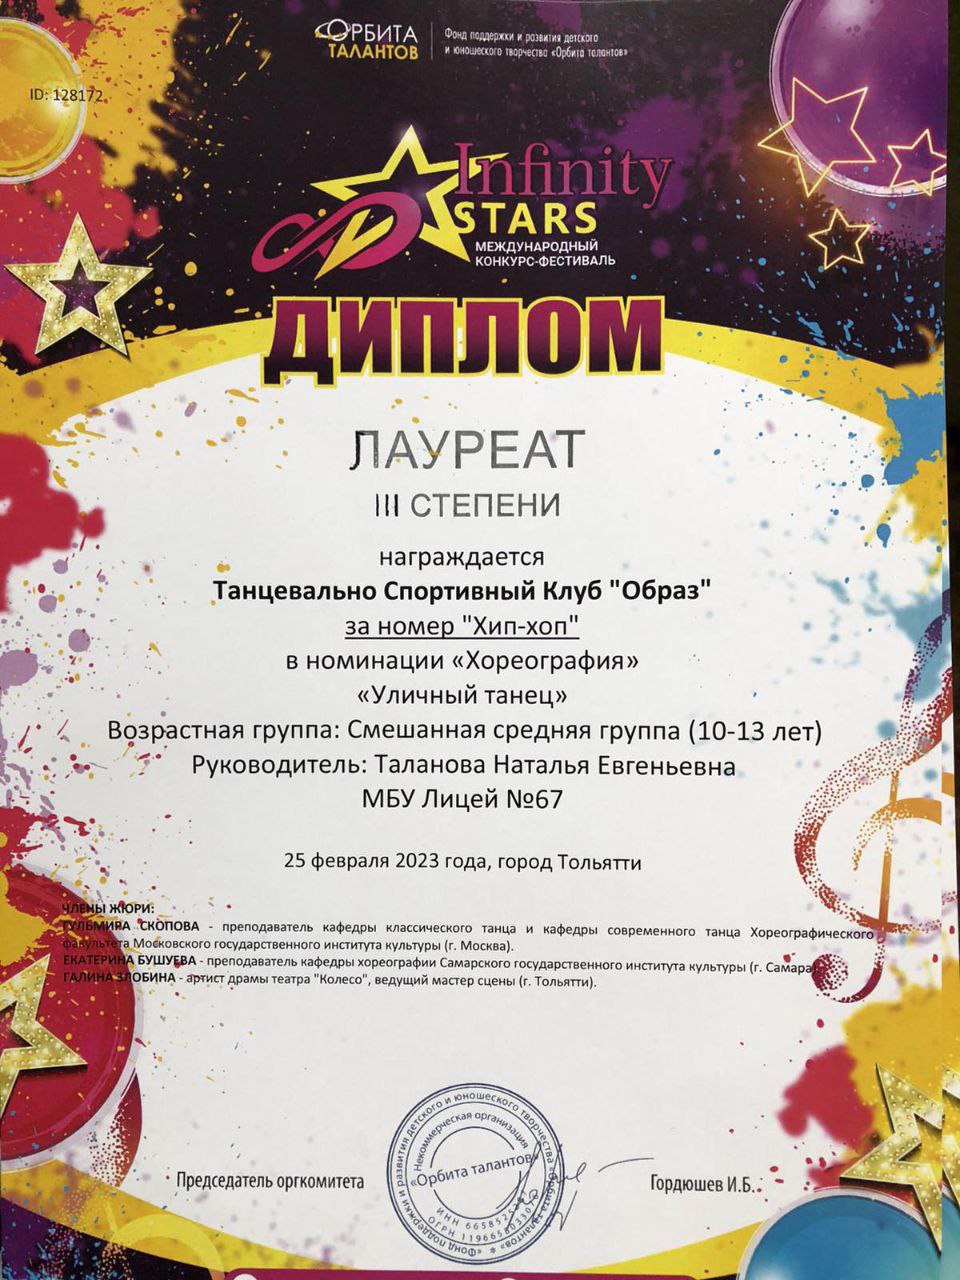 ОРБИТА
ТАЛАНТОВ
Фонд поддержки и развития детского
и юношеского творчества «Орбита талантов»
ID: 128172
Infinity
STARS
МЕЖДУНАРОДНЫЙ
КОНКУРС-ФЕСТИВАЛЬ
ДИПЛОМ
ЛАУРЕАТ
III СТЕПЕНИ
награждается
Танцевально Спортивный Клуб "Образ"
за номер "Хип-хоп"
в номинации «Хореография»
«Уличный танец»
Возрастная группа: Смешанная средняя группа (10-13 лет)
Руководитель: Таланова Наталья Евгеньевна
МБУ Лицей №67
25 февраля 2023 года, город Тольятти
ЧЛЕНЫ ЖЮРИ:
ГУЛЬМИРА СКОПОВА - преподаватель кафедры классического танца и кафедры современного танца Хореографического
факультета Московского государственного института культуры (г. Москва).
ЕКАТЕРИНА БУШУЕВА - преподаватель кафедры хореографии Самарского государственного института культуры (г. Самара).
ГАЛИНА ЗЛОБИНА - артист драмы театра "Колесо", ведущий мастер сцены (г. Тольятти).
Председатель оргкомитета
«Фонд поддержки и развития детского и юношеского творчества «Орбита талантов»
Некоммерческая организация
«Орбита талантов»
ИНН
ОГРН
Гордюшев И.Б.